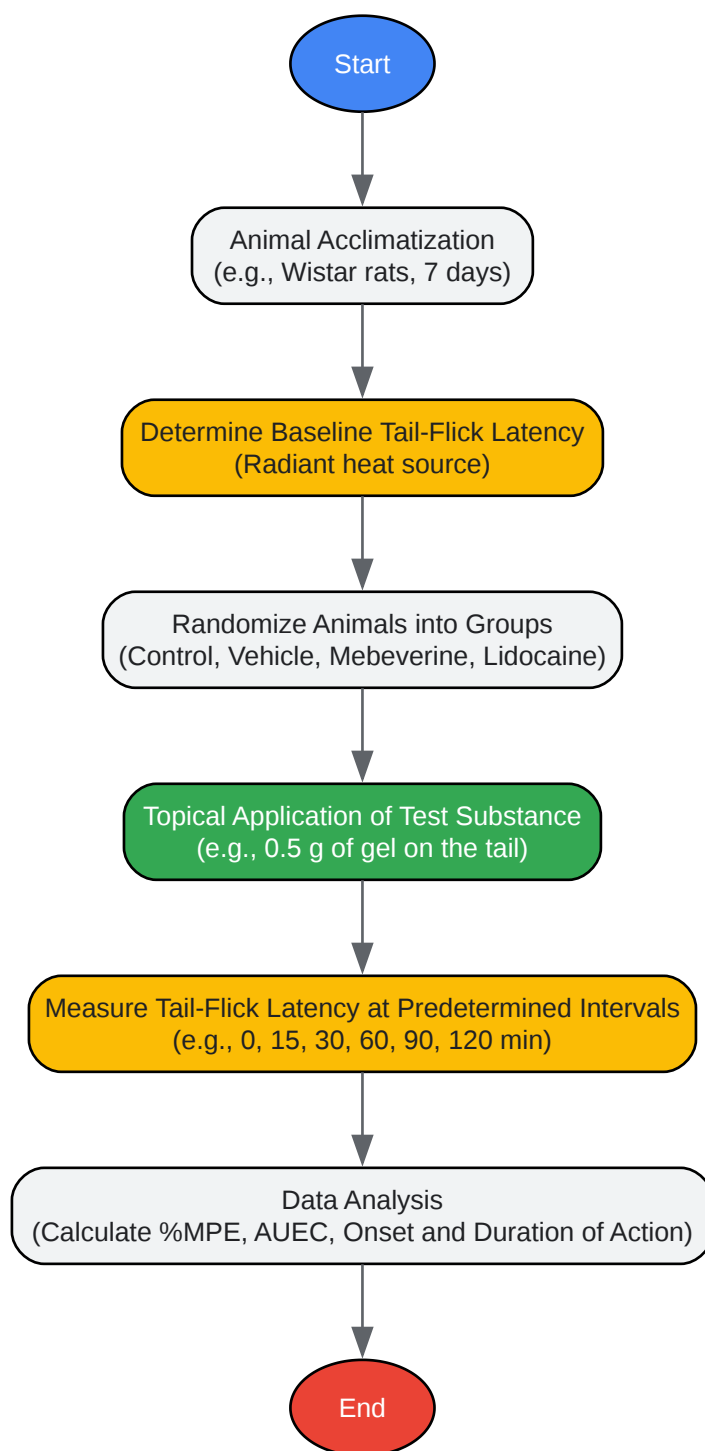 Start
Animal Acclimatization
(e.g., Wistar rats, 7 days)
Determine Baseline Tail-Flick Latency
(Radiant heat source)
Randomize Animals into Groups
(Control, Vehicle, Mebeverine, Lidocaine)
Topical Application of Test Substance
(e.g., 0.5 g of gel on the tail)
Measure Tail-Flick Latency at Predetermined Intervals
(e.g., 0, 15, 30, 60, 90, 120 min)
Data Analysis
(Calculate %MPE, AUEC, Onset and Duration of Action)
End